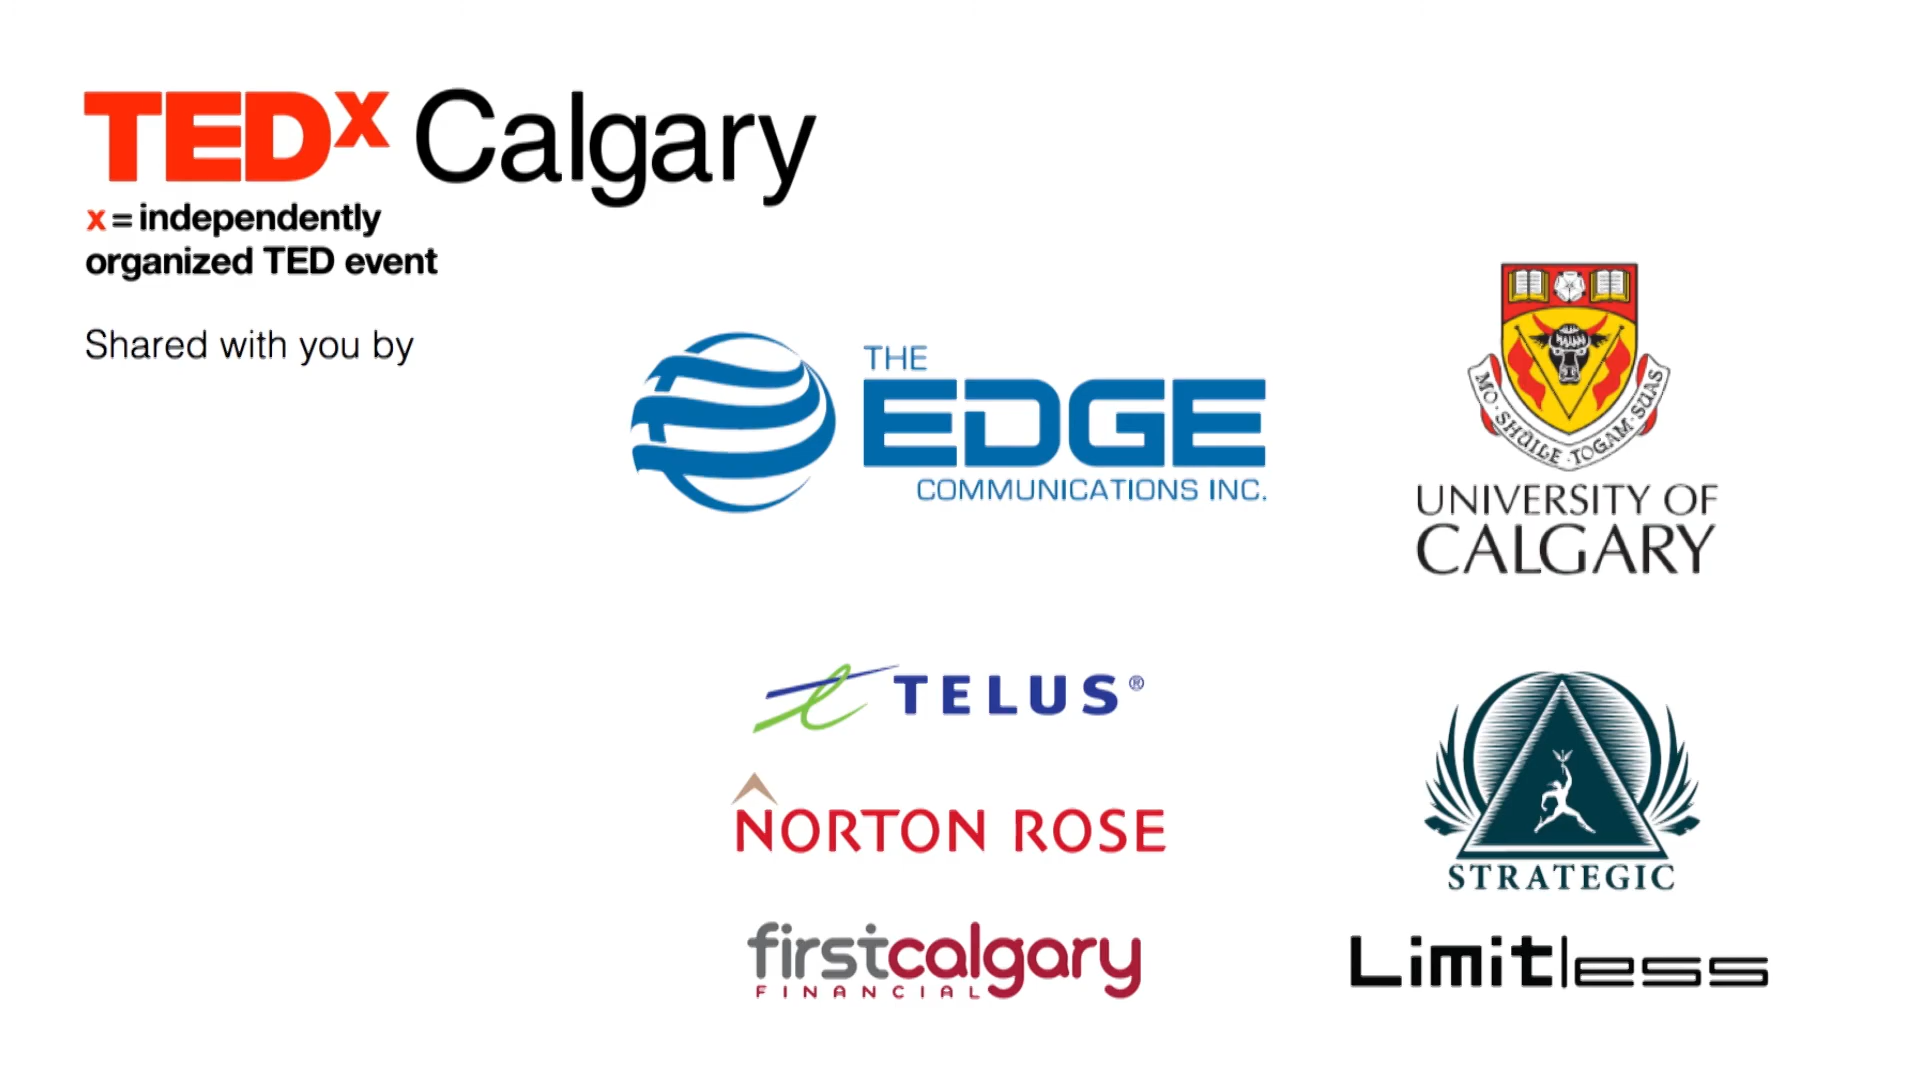 TEDx Calgary
x = independently
organized TED event
Shared with you by
THE
EDGE
COMMUNICATIONS INC.
MO · SHÙILE · TOGAM · SUAS
UNIVERSITY OF
CALGARY
TELUS®
NORTON ROSE
STRATEGIC
firstcalgary
FINANCIAL
Limitless